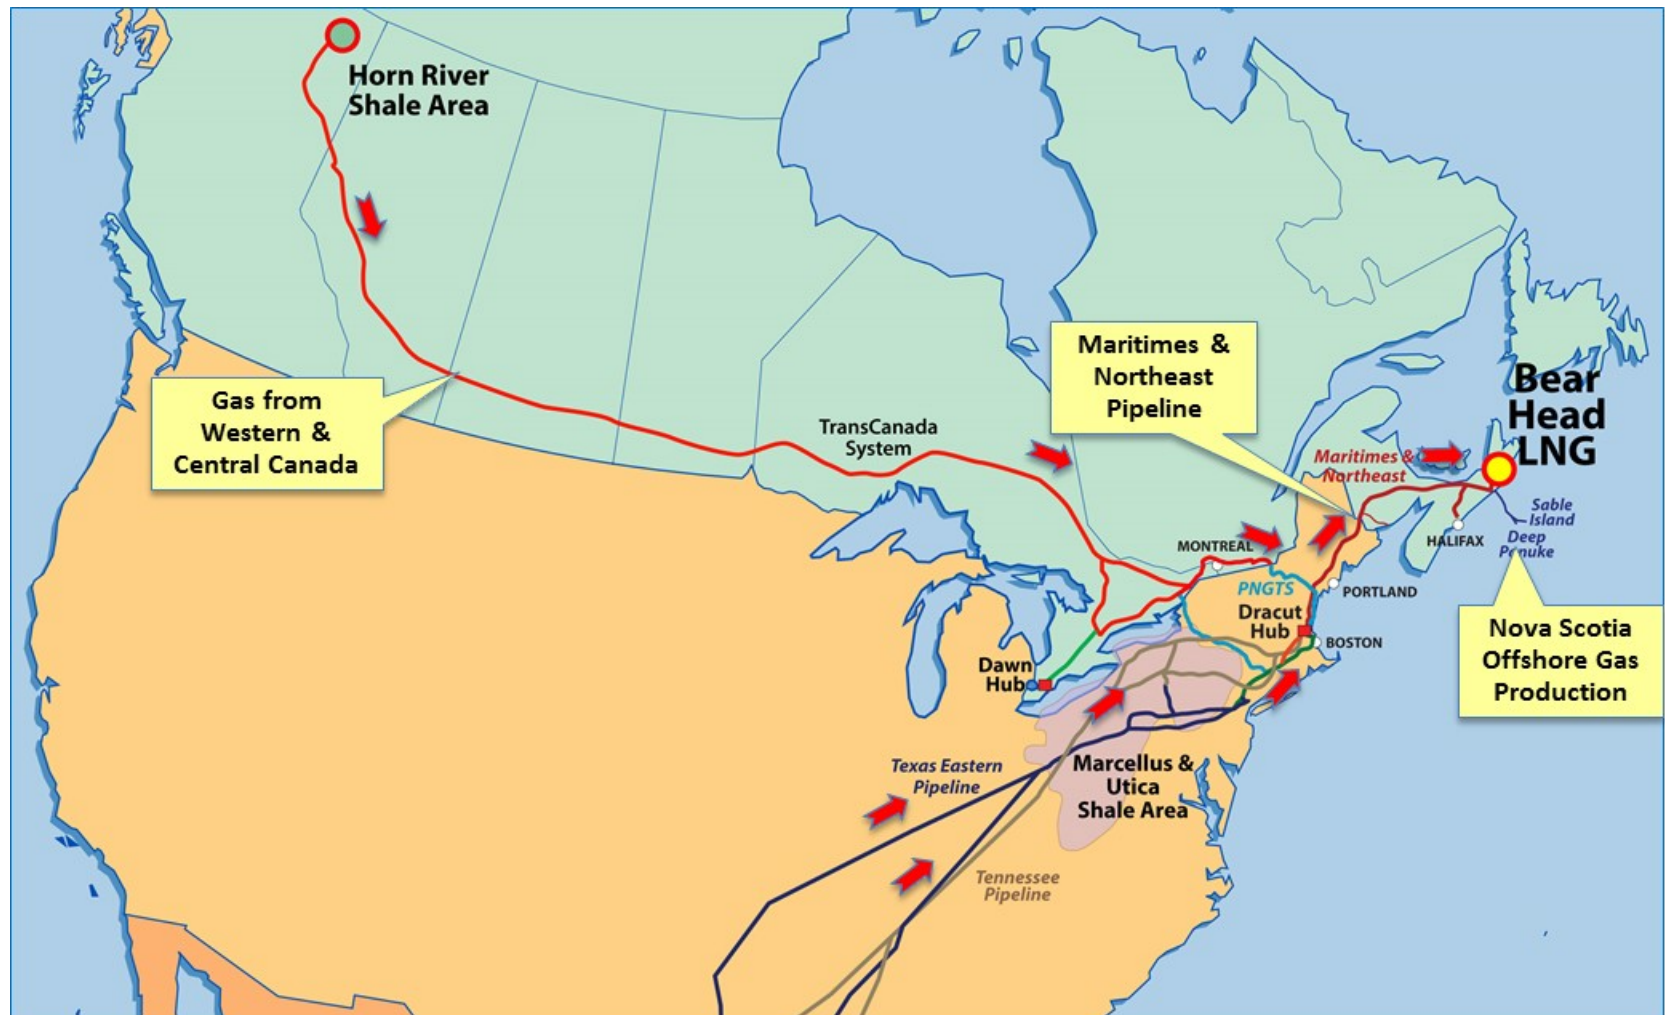 Horn River
Shale Area
Gas from
Western &
Central Canada
TransCanada
System
Maritimes &
Northeast
Pipeline
Bear
Head
LNG
Maritimes &
Northeast
Sable
Island
Deep
Panuke
HALIFAX
MONTREAL
PNGTS
PORTLAND
Dracut
Hub
BOSTON
Nova Scotia
Offshore Gas
Production
Dawn
Hub
Texas Eastern
Pipeline
Marcellus &
Utica
Shale Area
Tennessee
Pipeline